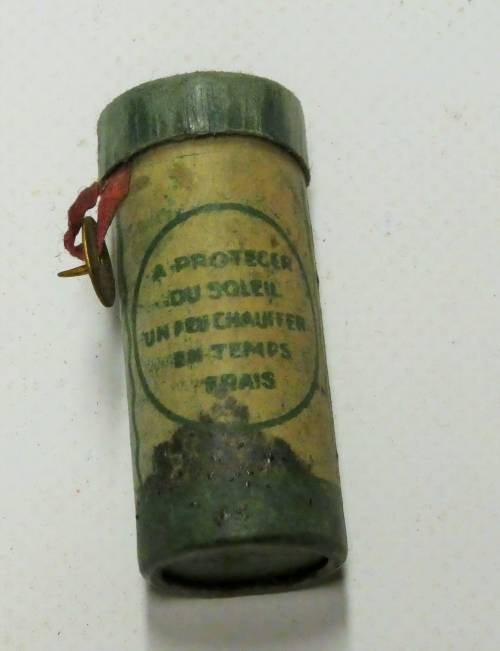 A PROTEGER
DU SOLEIL
UN PEU CHAUFFER
EN TEMPS
FRAIS